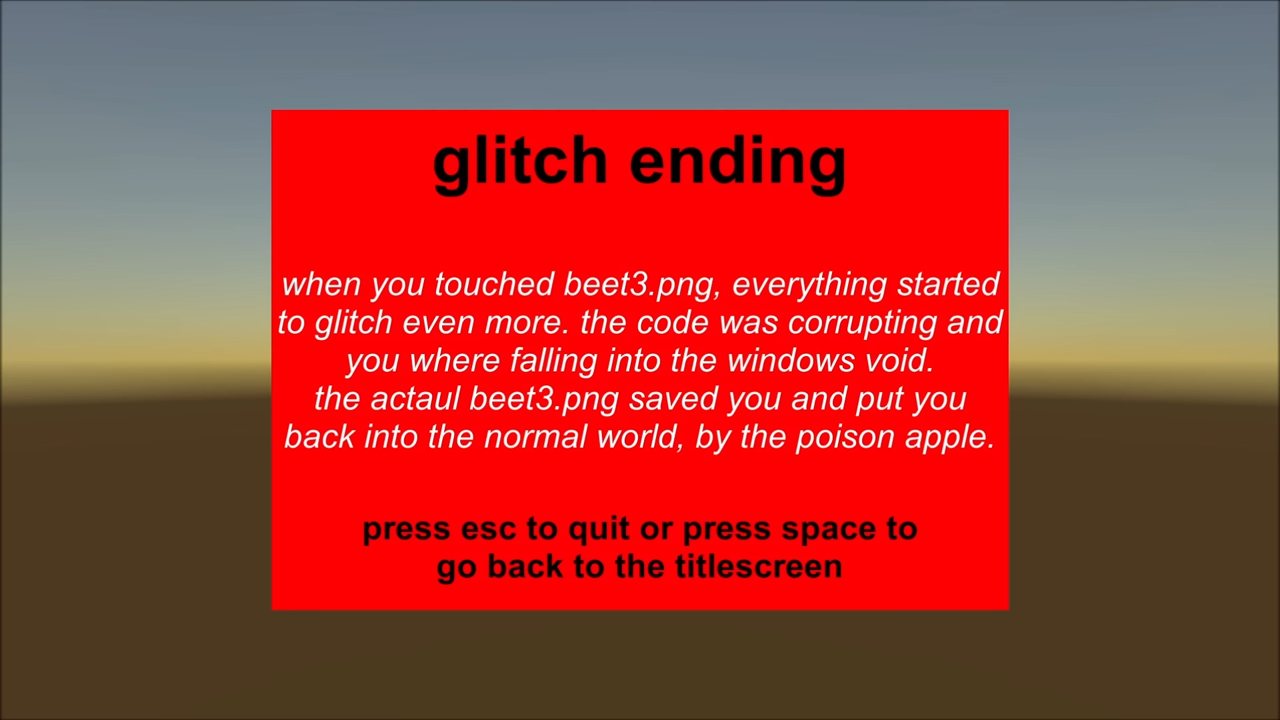 glitch ending
when you touched beet3.png, everything started
to glitch even more. the code was corrupting and
you where falling into the windows void.
the actaul beet3.png saved you and put you
back into the normal world, by the poison apple.
press esc to quit or press space to
go back to the titlescreen